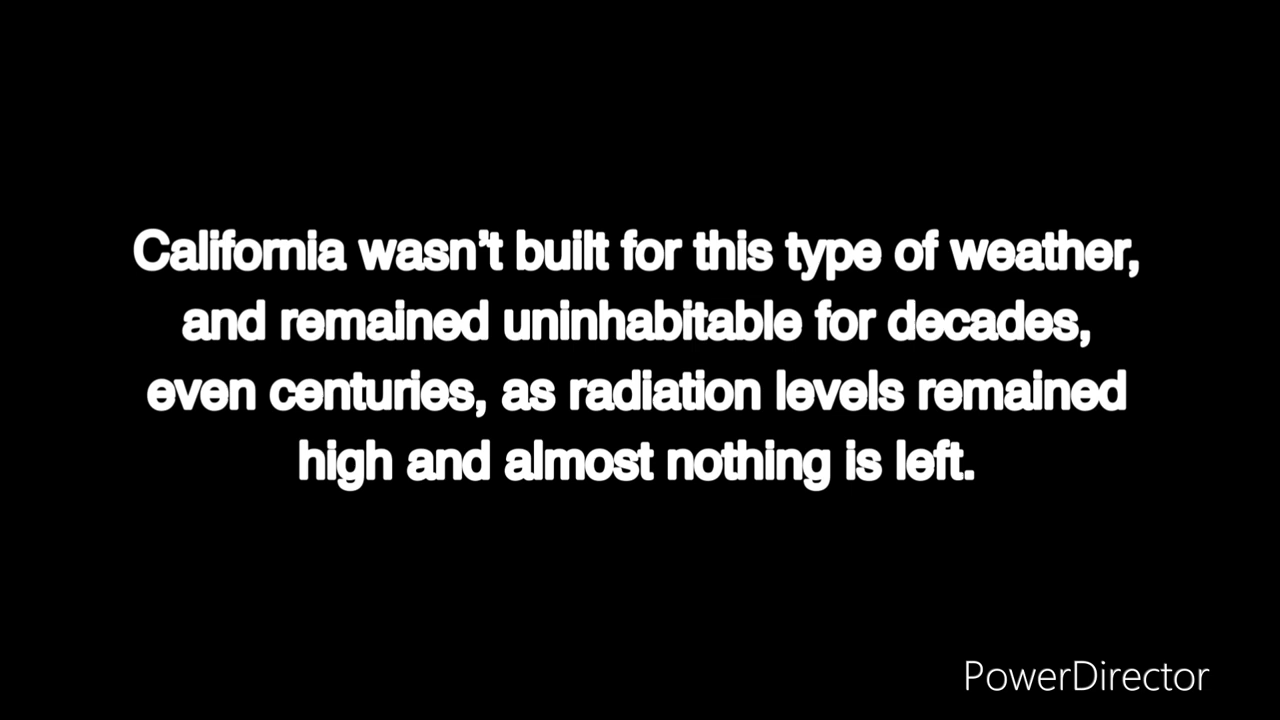 California wasn’t built for this type of weather,
and remained uninhabitable for decades,
even centuries, as radiation levels remained
high and almost nothing is left.
PowerDirector